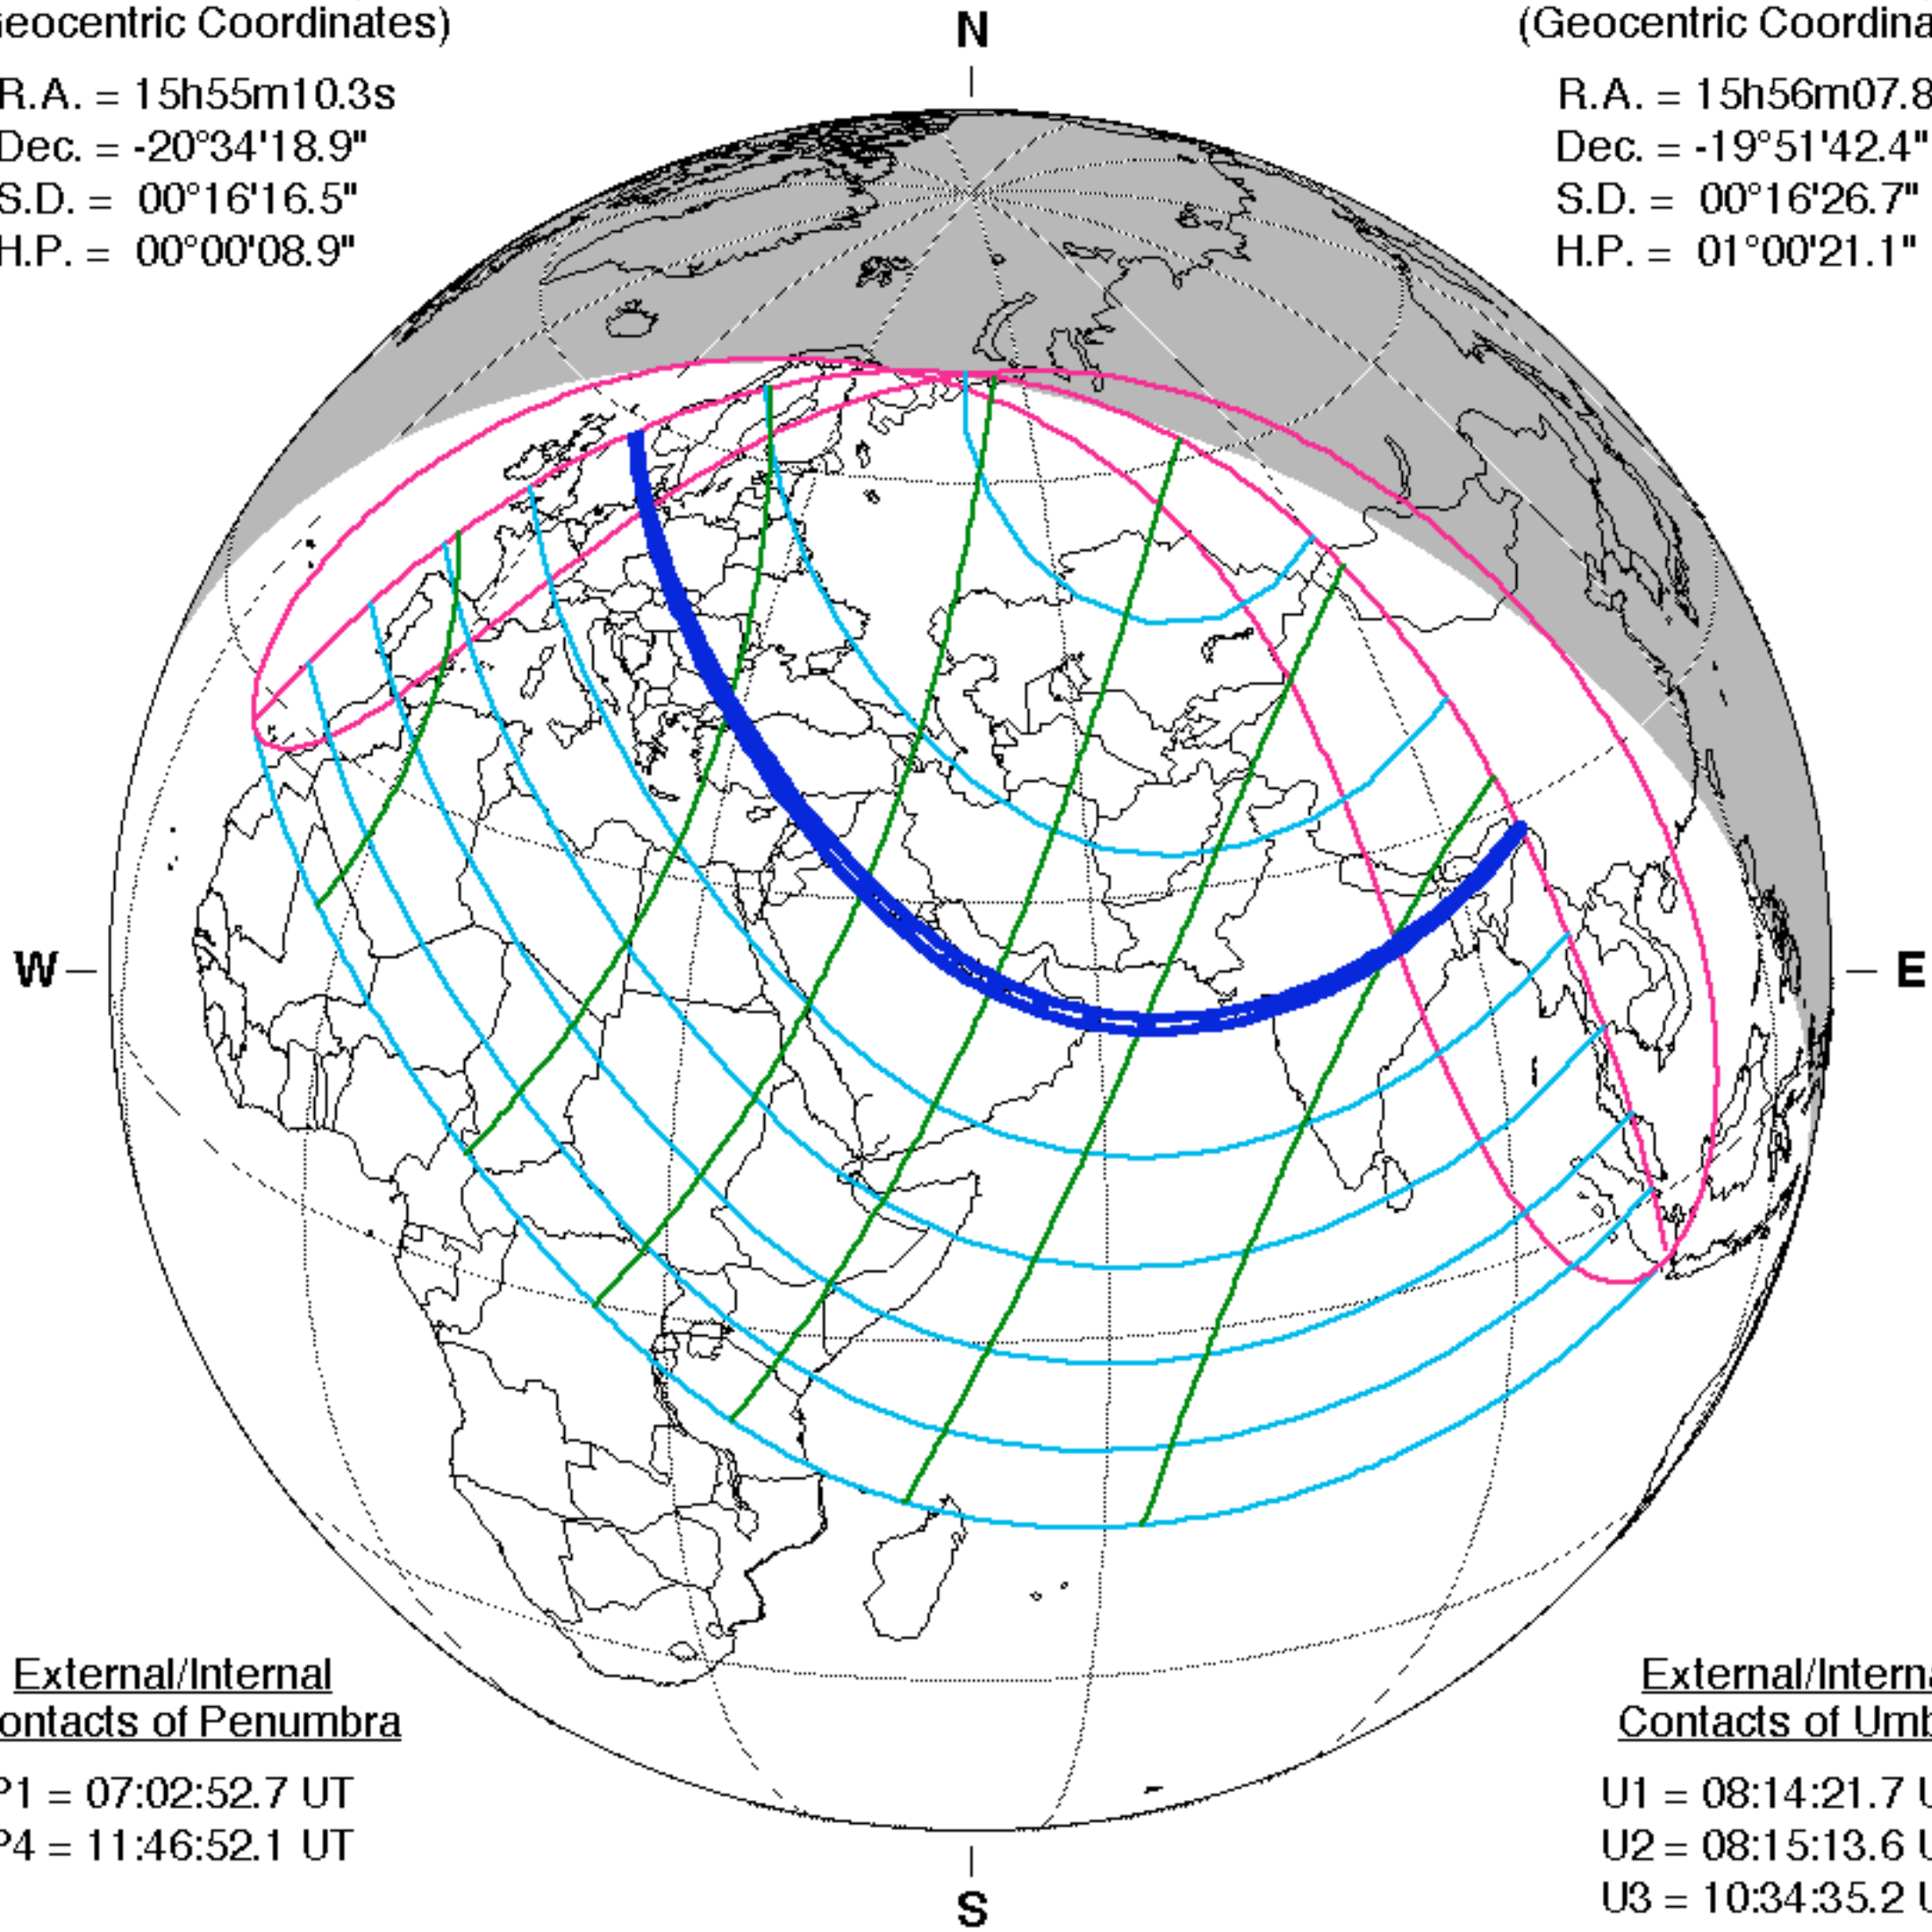 eocentric Coordinates)
R.A. = 15h55m10.3s
Dec. = -20°34'18.9"
S.D. = 00°16'16.5"
H.P. = 00°00'08.9"
N
(Geocentric Coordina
R.A. = 15h56m07.8
Dec. = -19°51'42.4"
S.D. = 00°16'26.7"
H.P. = 01°00'21.1"
W
E
External/Internal
ontacts of Penumbra
P1 = 07:02:52.7 UT
P4 = 11:46:52.1 UT
S
External/Interna
Contacts of Umb
U1 = 08:14:21.7 U
U2 = 08:15:13.6 U
U3 = 10:34:35.2 U